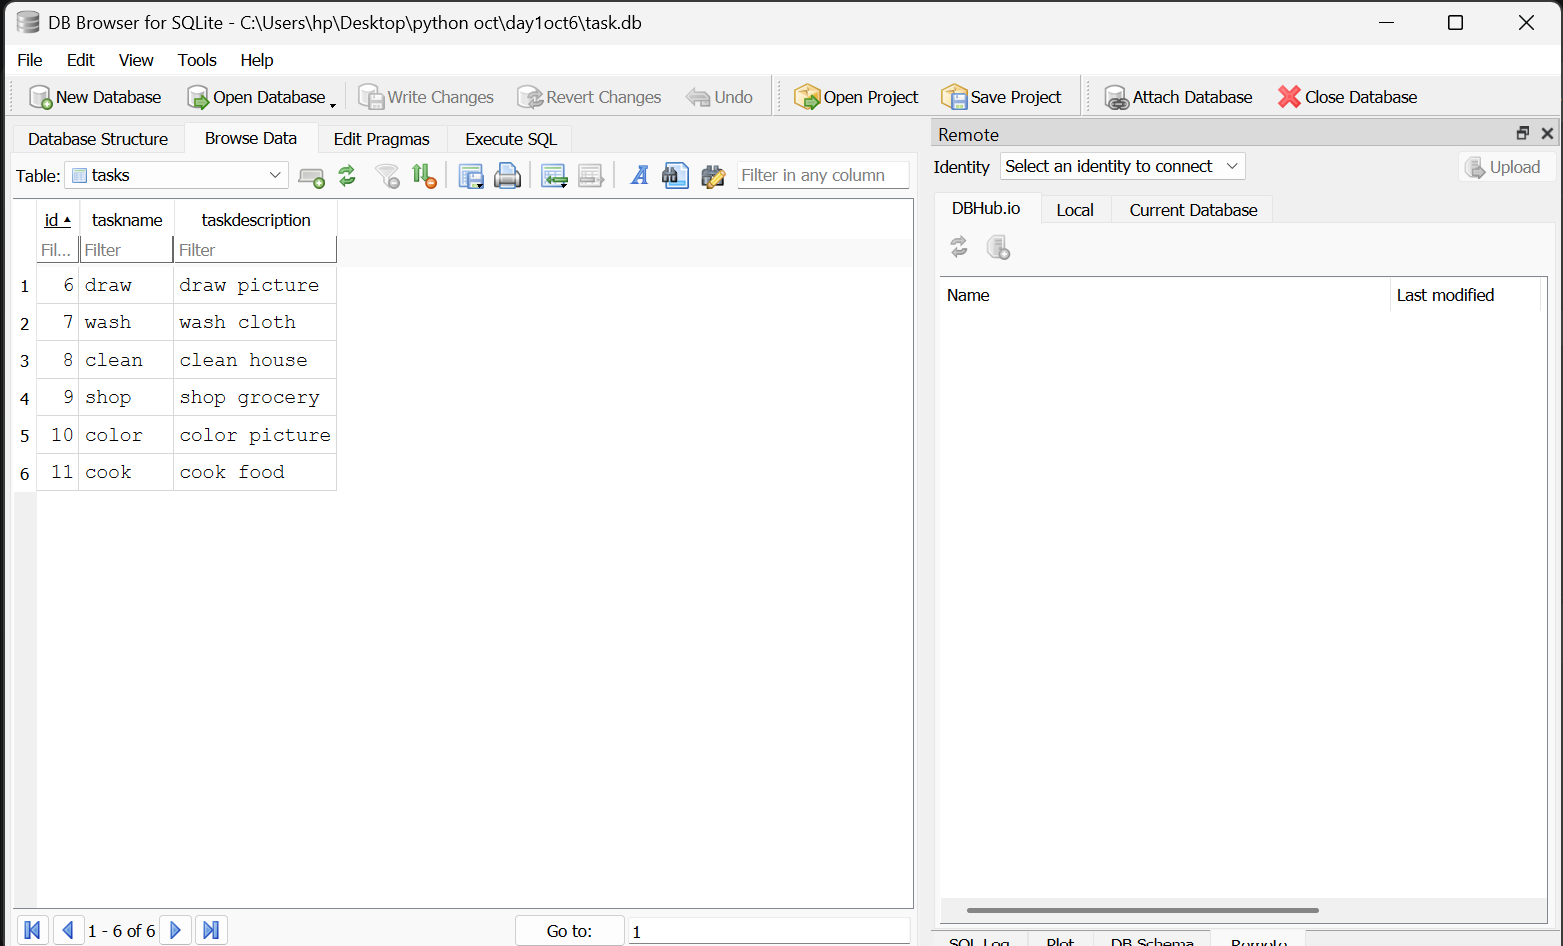 DB Browser for SQLite - C:\Users\hp\Desktop\python oct\day1oct6\task.db
File Edit View Tools Help
New Database Open Database Write Changes Revert Changes Undo Open Project Save Project Attach Database Close Database
Database Structure Browse Data Edit Pragmas Execute SQL
Table: tasks Filter in any column
id taskname taskdescription
Fil... Filter Filter
1 6 draw draw picture
2 7 wash wash cloth
3 8 clean clean house
4 9 shop shop grocery
5 10 color color picture
6 11 cook cook food
1 - 6 of 6 Go to: 1
Remote
Identity Select an identity to connect Upload
DBHub.io Local Current Database
Name Last modified
SQL Log Plot DB Schema Remote